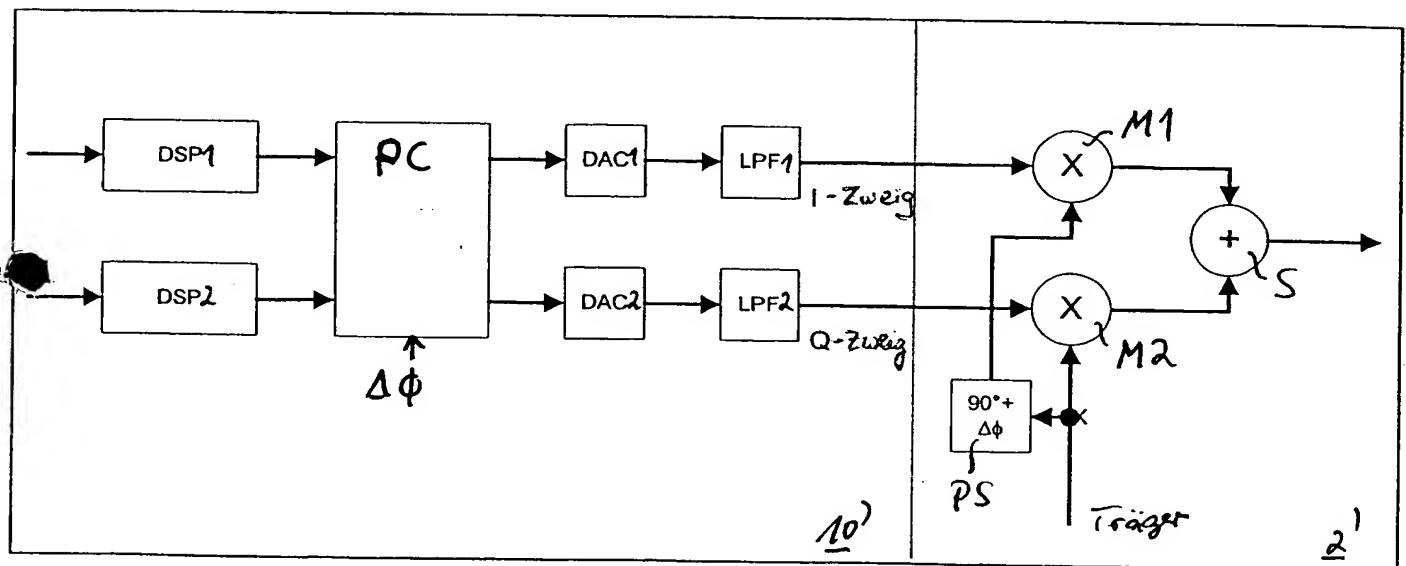 DSP1
PC
DAC1
LPF1
I-Zweig
M1
X
+
S
DSP2
DAC2
LPF2
Q-Zweig
X
M2
Δϕ
90°+
Δϕ
PS
x
Träger
10'
2'